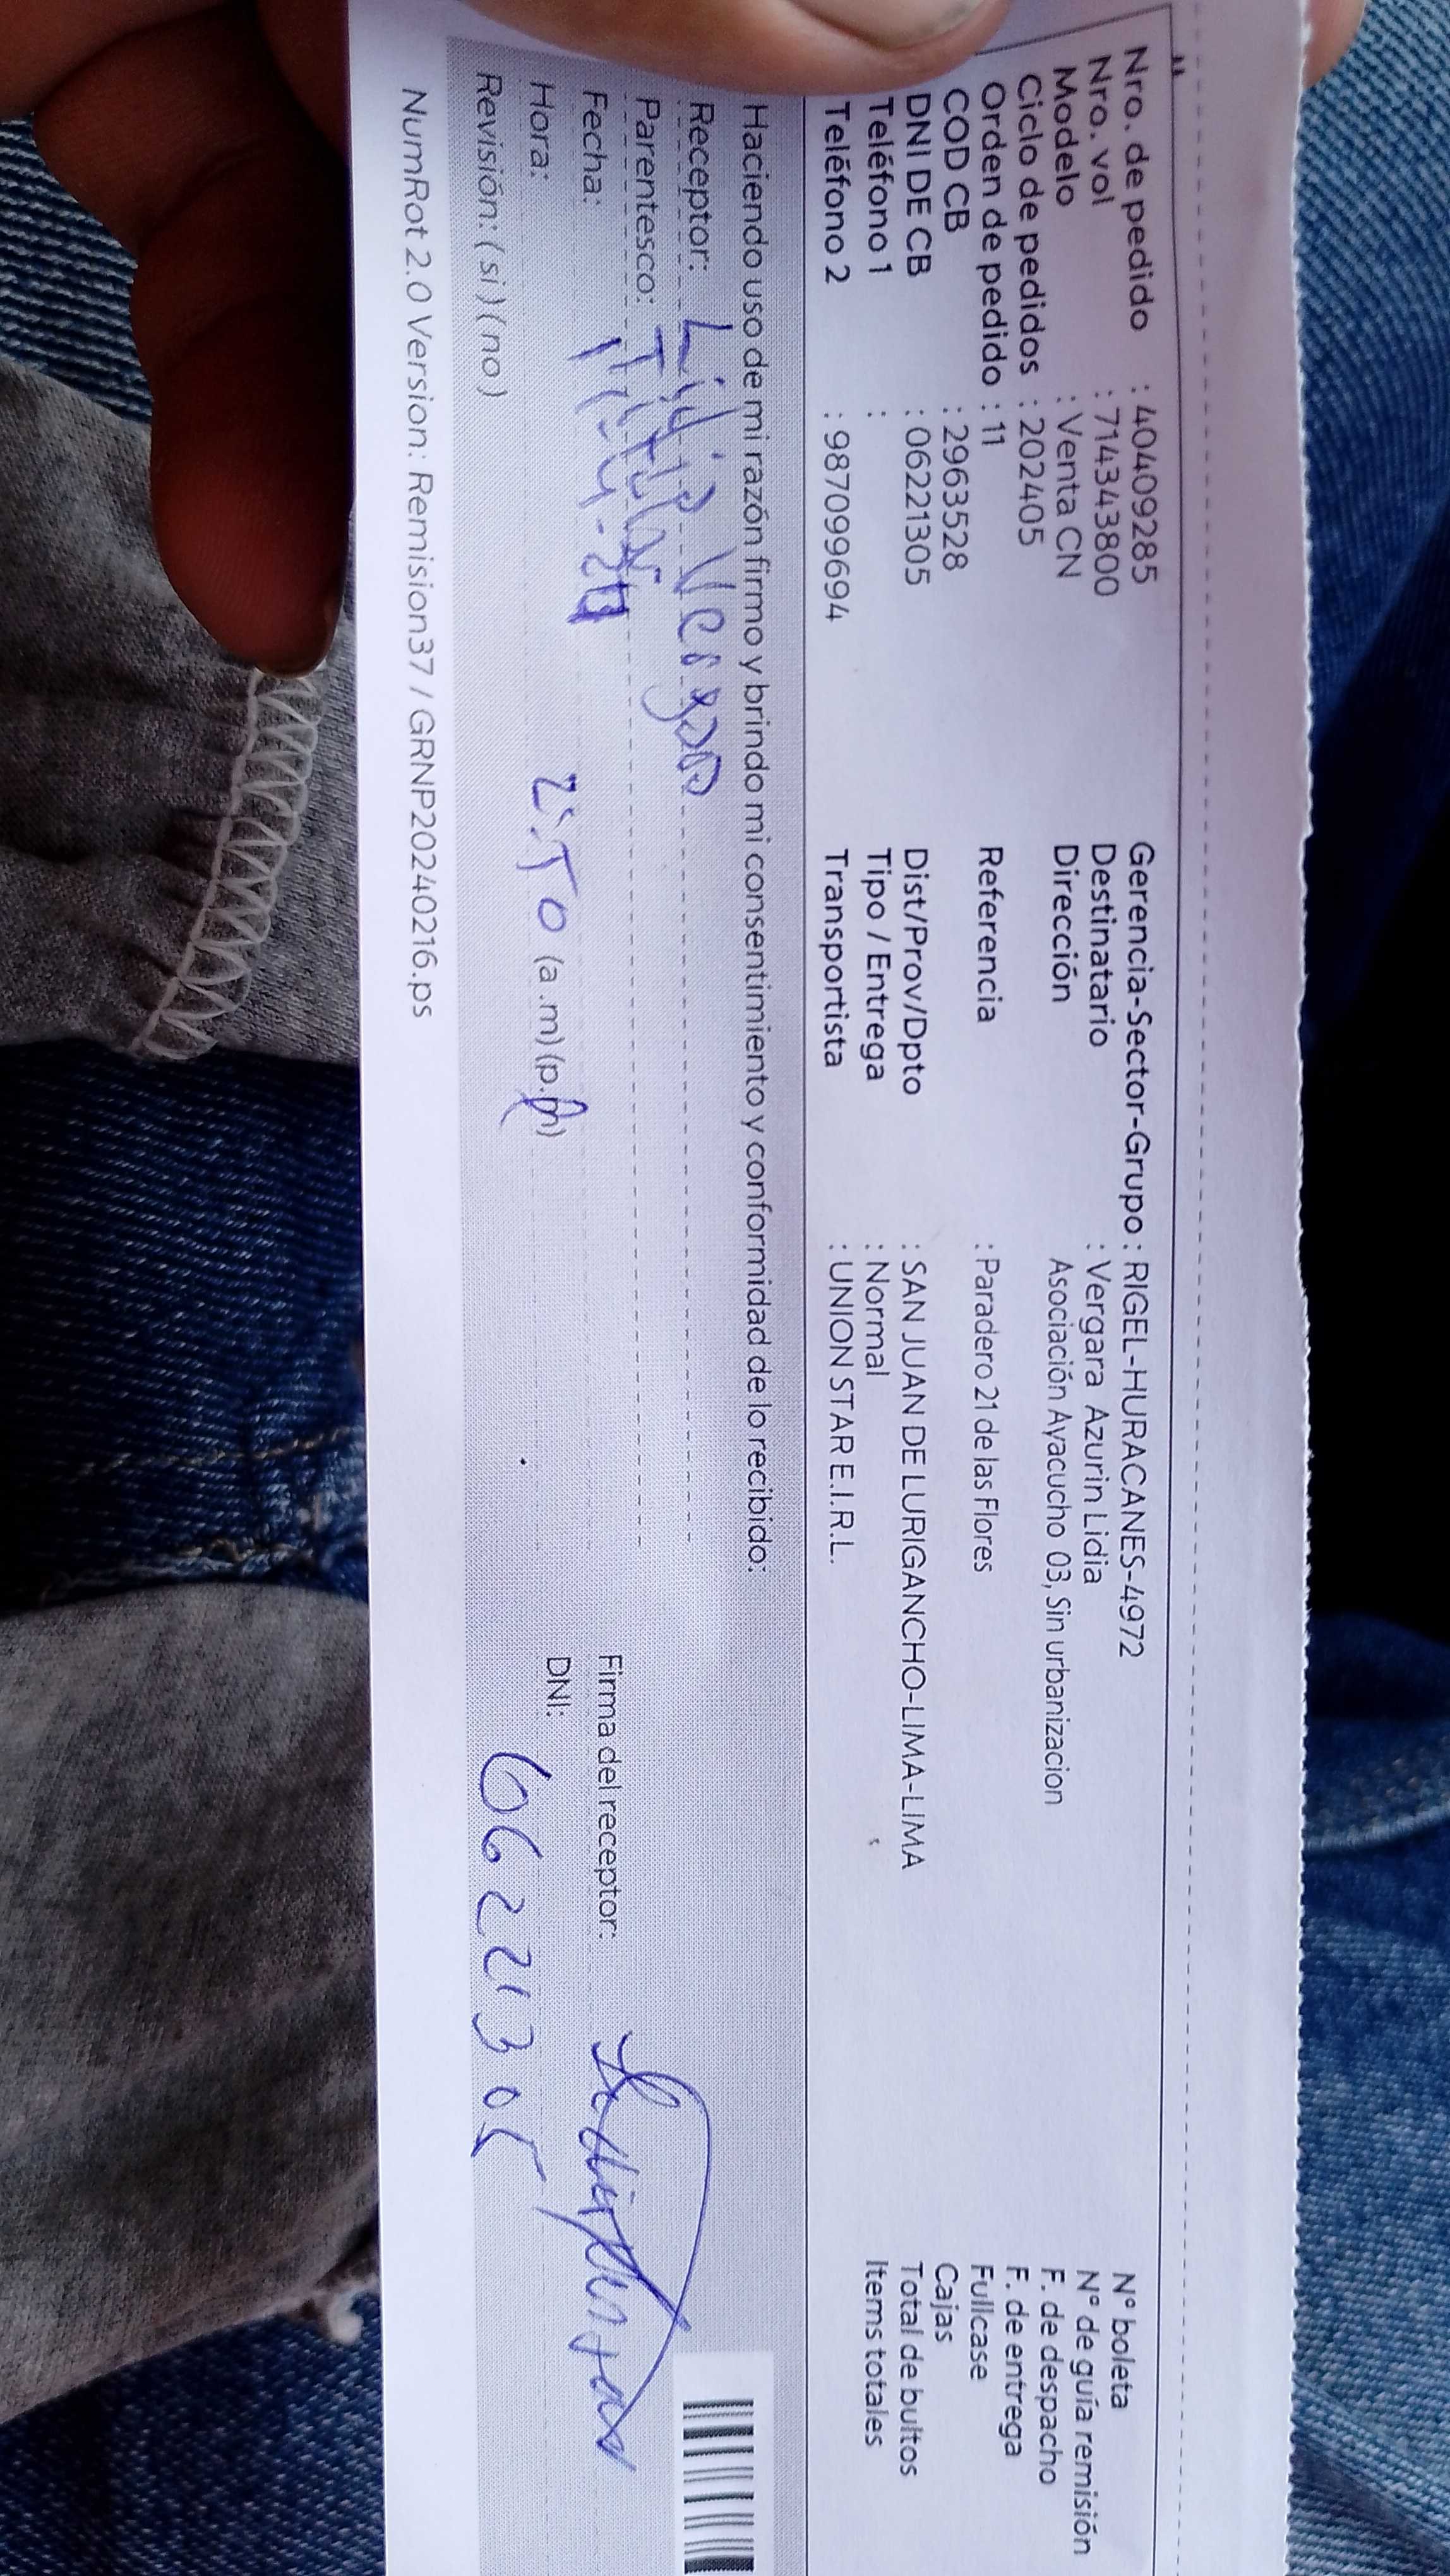 Nro. de pedido : 40409285 Gerencia-Sector-Grupo : RIGEL-HURACANES-4972 N° boleta
Nro. vol : 714343800 Destinatario : Vergara Azurin Lidia N° de guía remisión
Modelo : Venta CN Dirección Asociación Ayacucho 03, Sin urbanizacion F. de despacho
Ciclo de pedidos : 202405 F. de entrega
Orden de pedido : 11 Referencia : Paradero 21 de las Flores Fullcase
COD CB : 2963528 Cajas
DNI DE CB : 06221305 Dist/Prov/Dpto : SAN JUAN DE LURIGANCHO-LIMA-LIMA Total de bultos
Teléfono 1 : Tipo / Entrega : Normal Items totales
Teléfono 2 : 987099694 Transportista : UNION STAR E.I.R.L.
Haciendo uso de mi razón firmo y brindo mi consentimiento y conformidad de lo recibido:
Receptor: Lidia Vergara
Parentesco: Titular
Fecha: Firma del receptor:
Hora: (a.m) (p.m) DNI: 06221305
Revisión: (si) (no)
NumRot 2.0 Version: Remision37 / GRNP20240216.ps